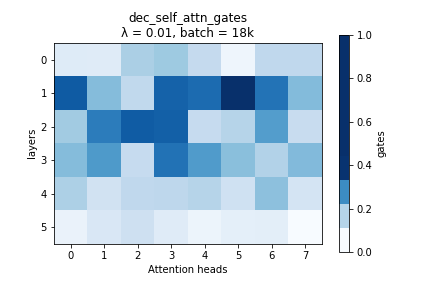 dec_self_attn_gates
λ = 0.01, batch = 18k
layers
0
1
2
3
4
5
0 1 2 3 4 5 6 7
Attention heads
1.0
0.8
0.6
0.4
0.2
0.0
gates